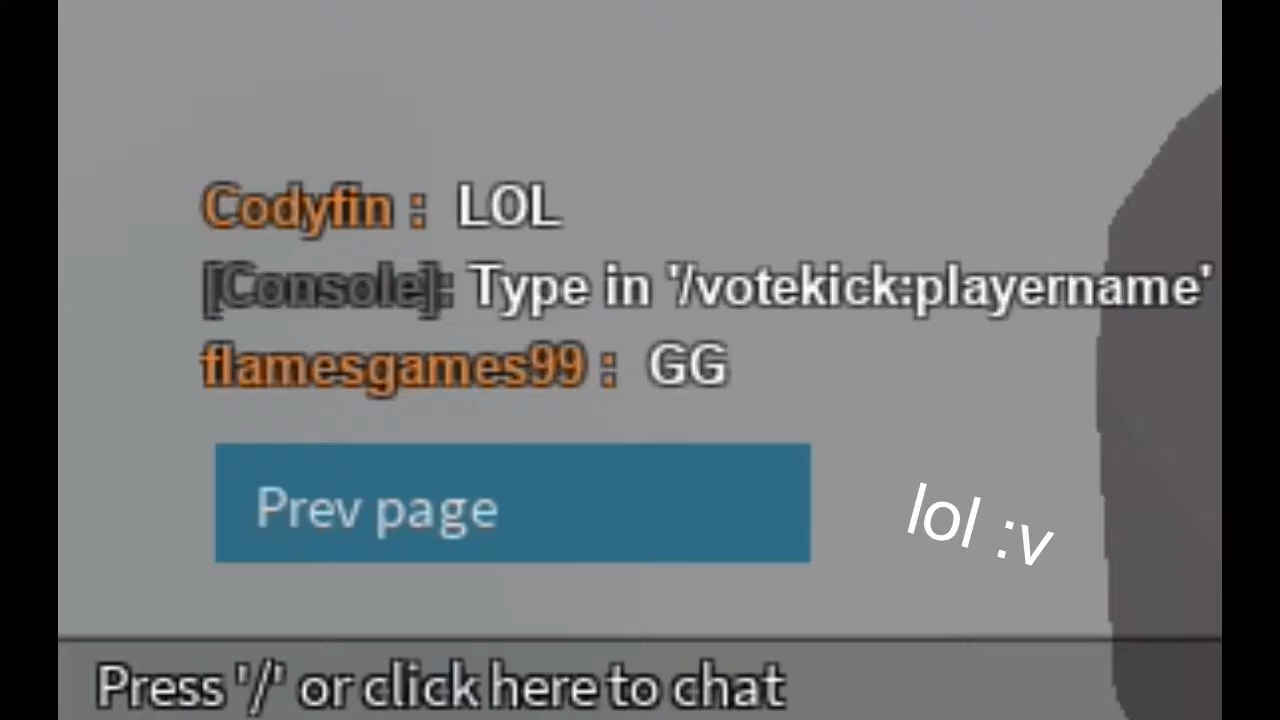 Codyfin : LOL
[Console]: Type in '/votekick:playername'
flamesgames99 : GG
Prev page
lol :v
Press '/' or click here to chat